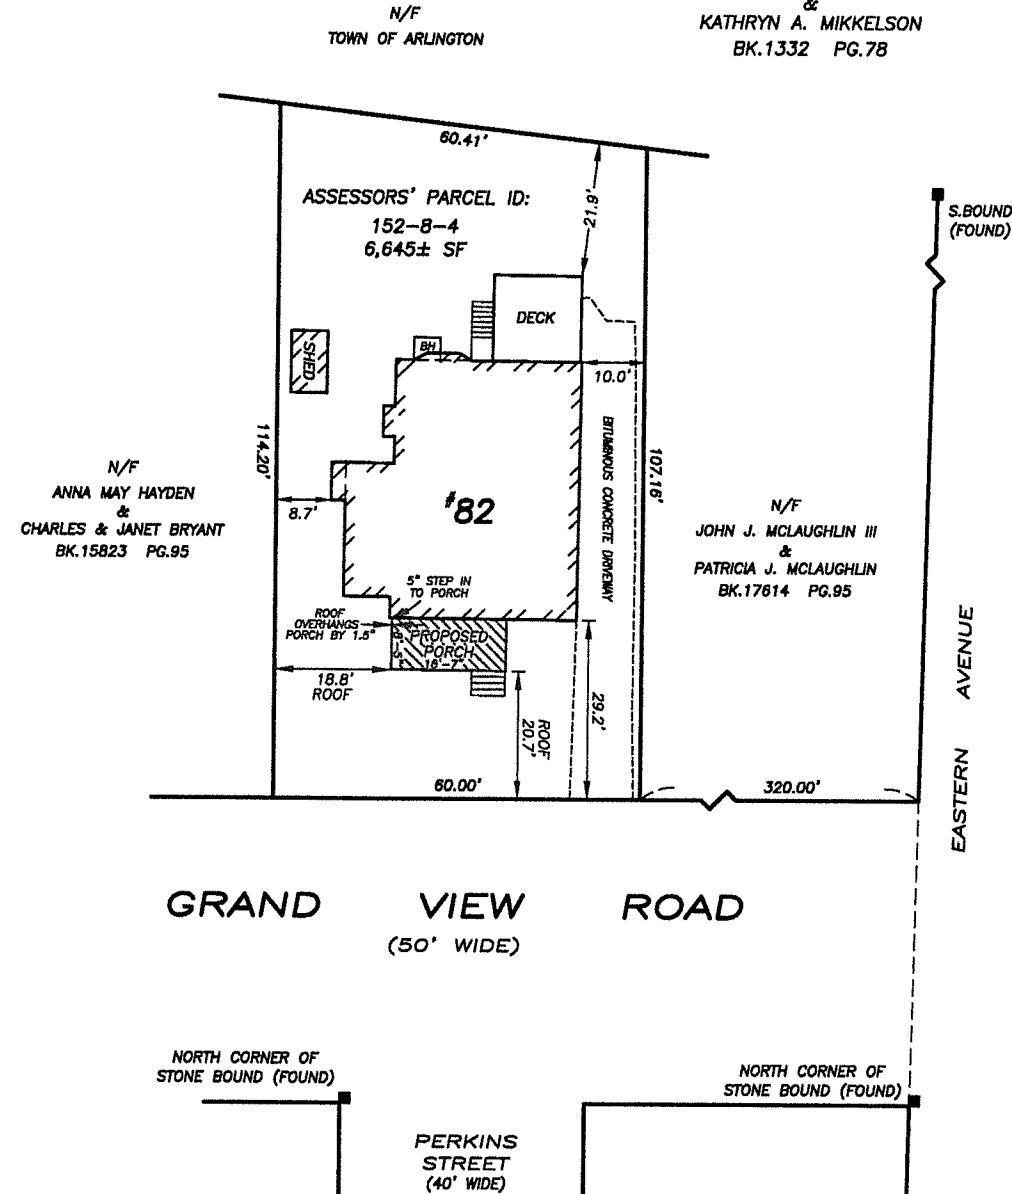 N/F
TOWN OF ARLINGTON
&
KATHRYN A. MIKKELSON
BK.1332 PG.78
60.41'
ASSESSORS' PARCEL ID:
152-8-4
6,645± SF
21.9'
S.BOUND
(FOUND)
DECK
BH
SHED
10.0'
114.20'
BITUMINOUS CONCRETE DRIVEWAY
107.16'
N/F
ANNA MAY HAYDEN
&
CHARLES & JANET BRYANT
BK.15823 PG.95
8.7'
#82
N/F
JOHN J. MCLAUGHLIN III
&
PATRICIA J. MCLAUGHLIN
BK.17614 PG.95
5" STEP IN
TO PORCH
ROOF
OVERHANGS
PORCH BY 1.5"
PROPOSED
PORCH
18'-7"
18.8'
ROOF
ROOF
20.7'
29.2'
EASTERN AVENUE
60.00'
320.00'
GRAND VIEW ROAD
(50' WIDE)
NORTH CORNER OF
STONE BOUND (FOUND)
NORTH CORNER OF
STONE BOUND (FOUND)
PERKINS
STREET
(40' WIDE)